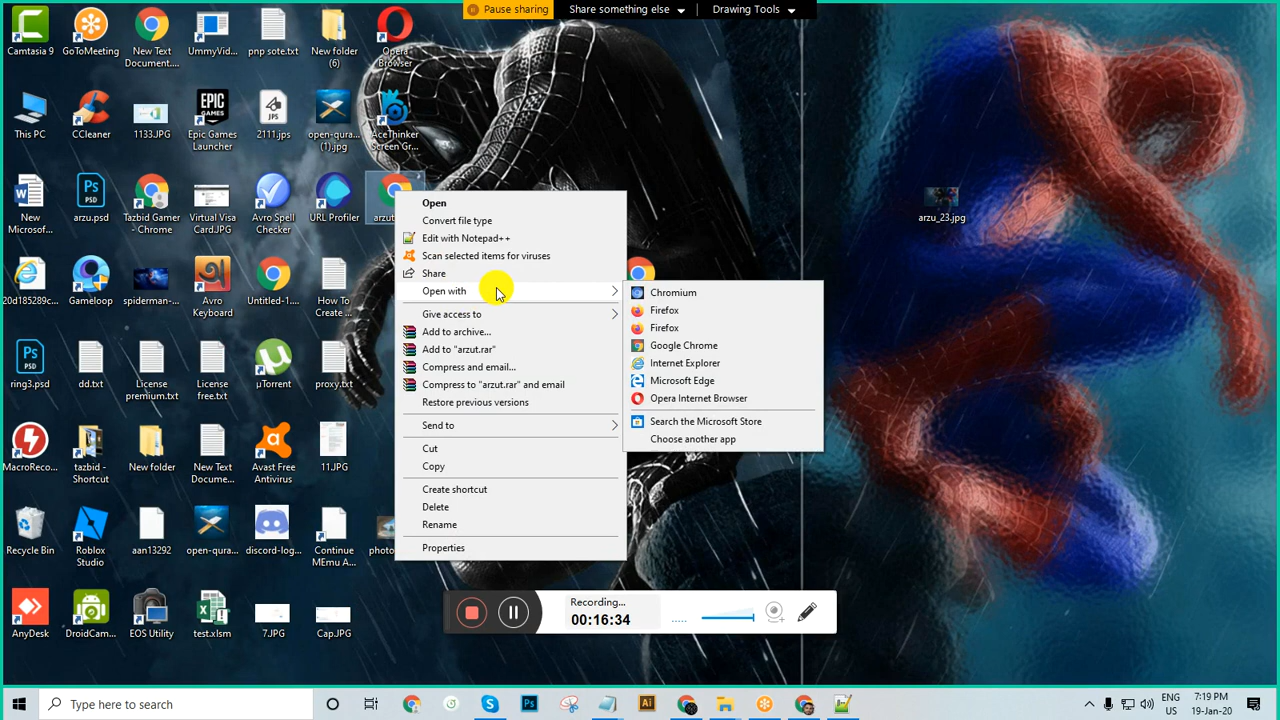 Pause sharing
Share something else
Drawing Tools
Camtasia 9
GoToMeeting
New Text
Document....
UmmyVid...
pnp sote.txt
New folder
(6)
Opera
Browser
This PC
CCleaner
1133.JPG
Epic Games
Launcher
2111.jps
open-qura...
(1).jpg
AceThinker
Screen Gr...
New
Microsof...
arzu.psd
Tazbid Gamer
- Chrome
Virtual Visa
Card.JPG
Avro Spell
Checker
URL Profiler
arzut
arzu_23.jpg
20d185289c...
Gameloop
spiderman-...
Avro
Keyboard
Untitled-1....
How To
Create ...
ring3.psd
dd.txt
License
premium.txt
License
free.txt
µTorrent
proxy.txt
MacroReco...
tazbid -
Shortcut
New folder
New Text
Docume...
Avast Free
Antivirus
11.JPG
Recycle Bin
Roblox
Studio
aan13292
open-qura...
discord-log...
Continue
MEmu A...
photo
AnyDesk
DroidCam...
EOS Utility
test.xlsm
7.JPG
Cap.JPG
Open
Convert file type
Edit with Notepad++
Scan selected items for viruses
Share
Open with
Give access to
Add to archive...
Add to "arzut.rar"
Compress and email...
Compress to "arzut.rar" and email
Restore previous versions
Send to
Cut
Copy
Create shortcut
Delete
Rename
Properties
Chromium
Firefox
Firefox
Google Chrome
Internet Explorer
Microsoft Edge
Opera Internet Browser
Search the Microsoft Store
Choose another app
Recording...
00:16:34
Type here to search
ENG
US
7:19 PM
19-Jan-20